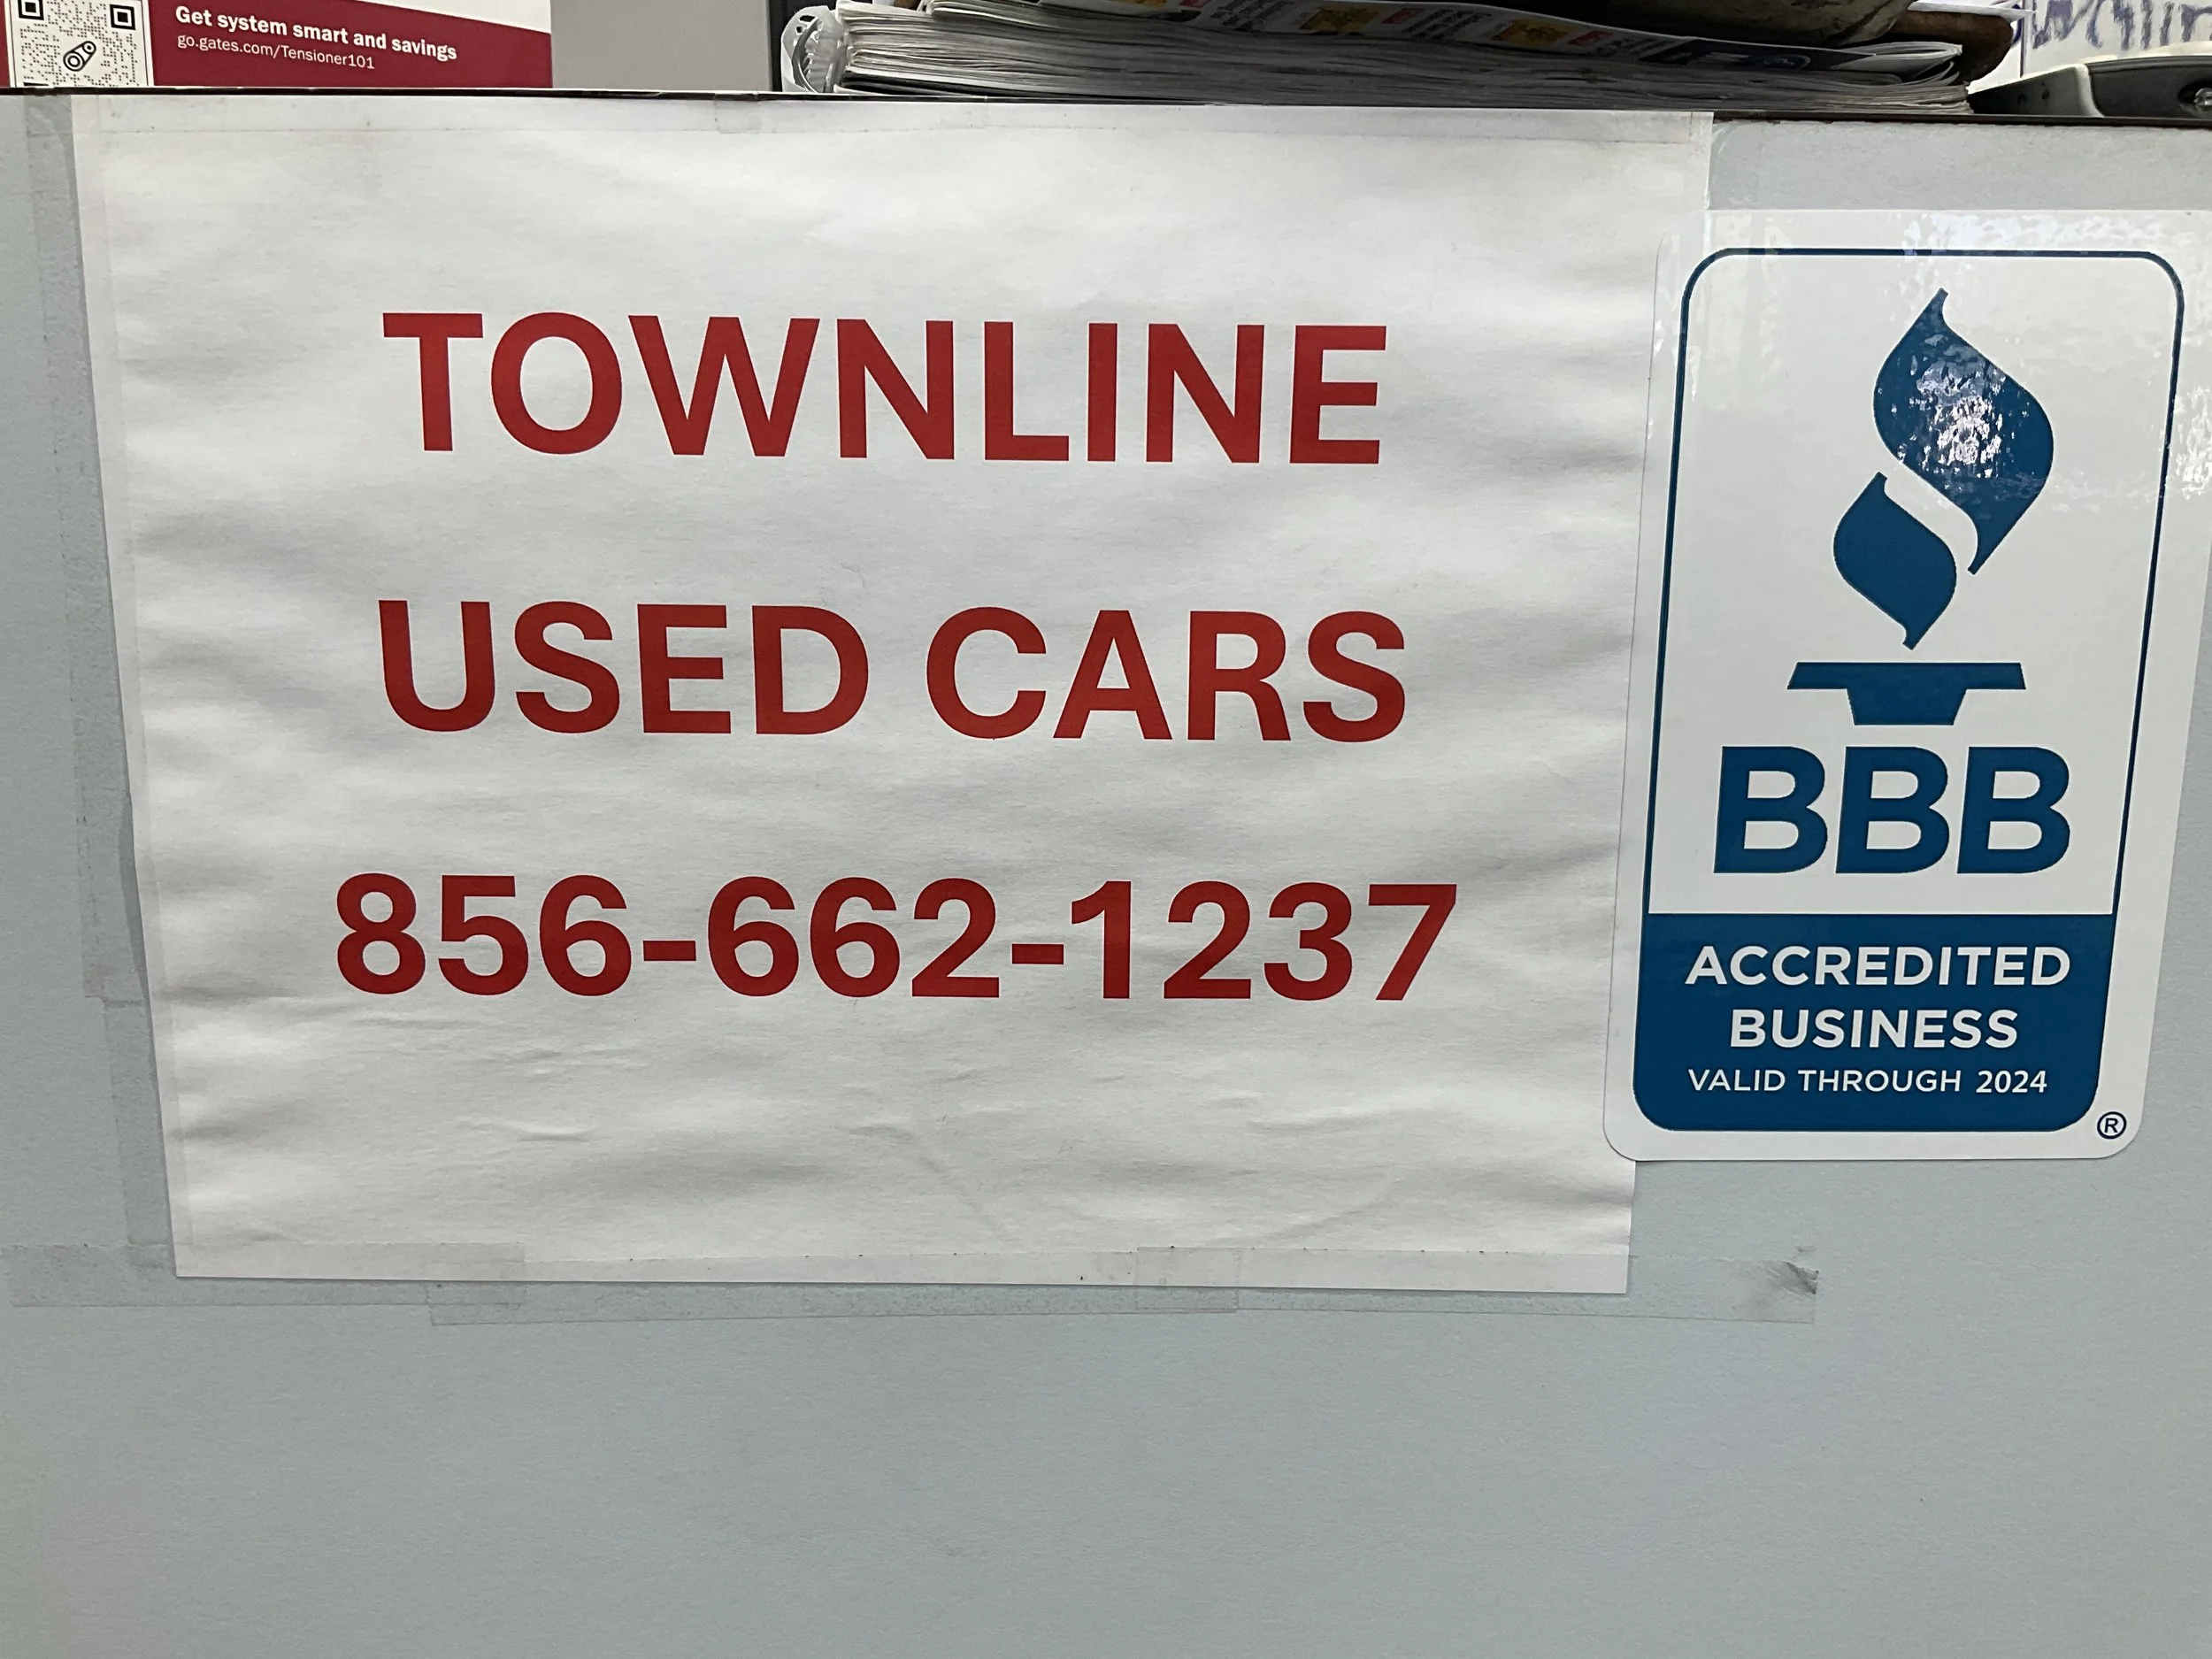 Get system smart and savings
go.gates.com/Tensioner101
TOWNLINE
USED CARS
856-662-1237
BBB
ACCREDITED
BUSINESS
VALID THROUGH 2024
®